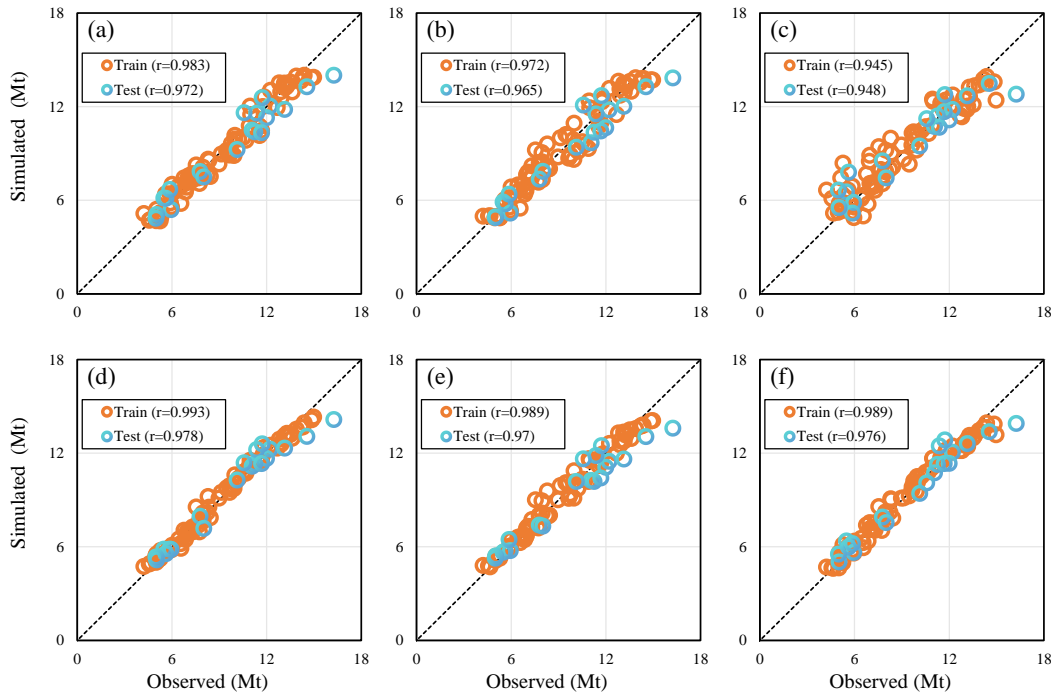 (a)
Train (r=0.983)
Test (r=0.972)
18
12
6
0
0
6
12
18
Simulated (Mt)
(b)
Train (r=0.972)
Test (r=0.965)
18
12
6
0
0
6
12
18
(c)
Train (r=0.945)
Test (r=0.948)
18
12
6
0
0
6
12
18
(d)
Train (r=0.993)
Test (r=0.978)
18
12
6
0
0
6
12
18
Simulated (Mt)
Observed (Mt)
(e)
Train (r=0.989)
Test (r=0.97)
18
12
6
0
0
6
12
18
Observed (Mt)
(f)
Train (r=0.989)
Test (r=0.976)
18
12
6
0
0
6
12
18
Observed (Mt)